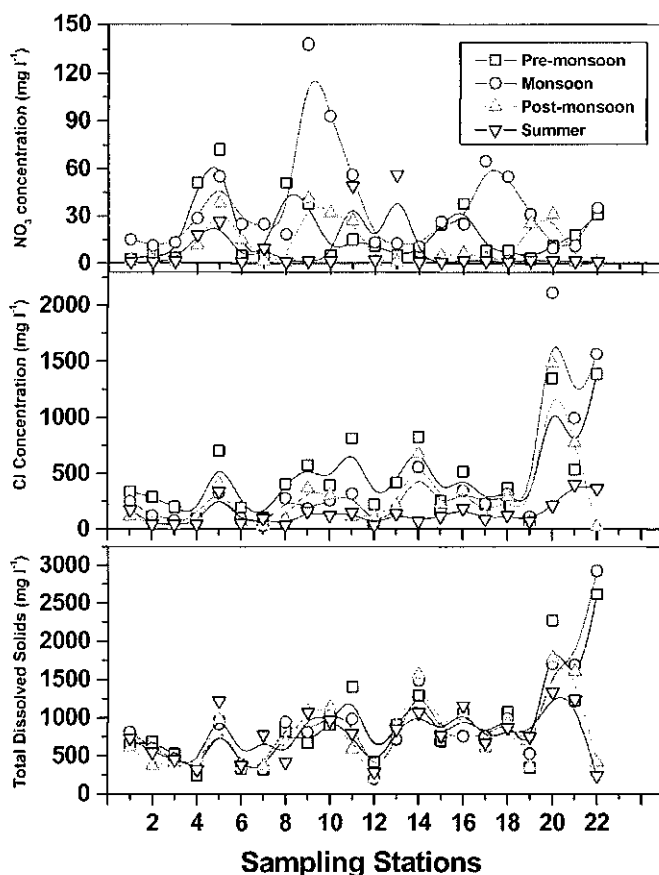 NO3 concentration (mg l-1)
150
120
90
60
30
0
Pre-monsoon
Monsoon
Post-monsoon
Summer
Cl Concentration (mg l-1)
2000
1500
1000
500
0
Total Dissolved Solids (mg l-1)
3000
2500
2000
1500
1000
500
0
2 4 6 8 10 12 14 16 18 20 22
Sampling Stations